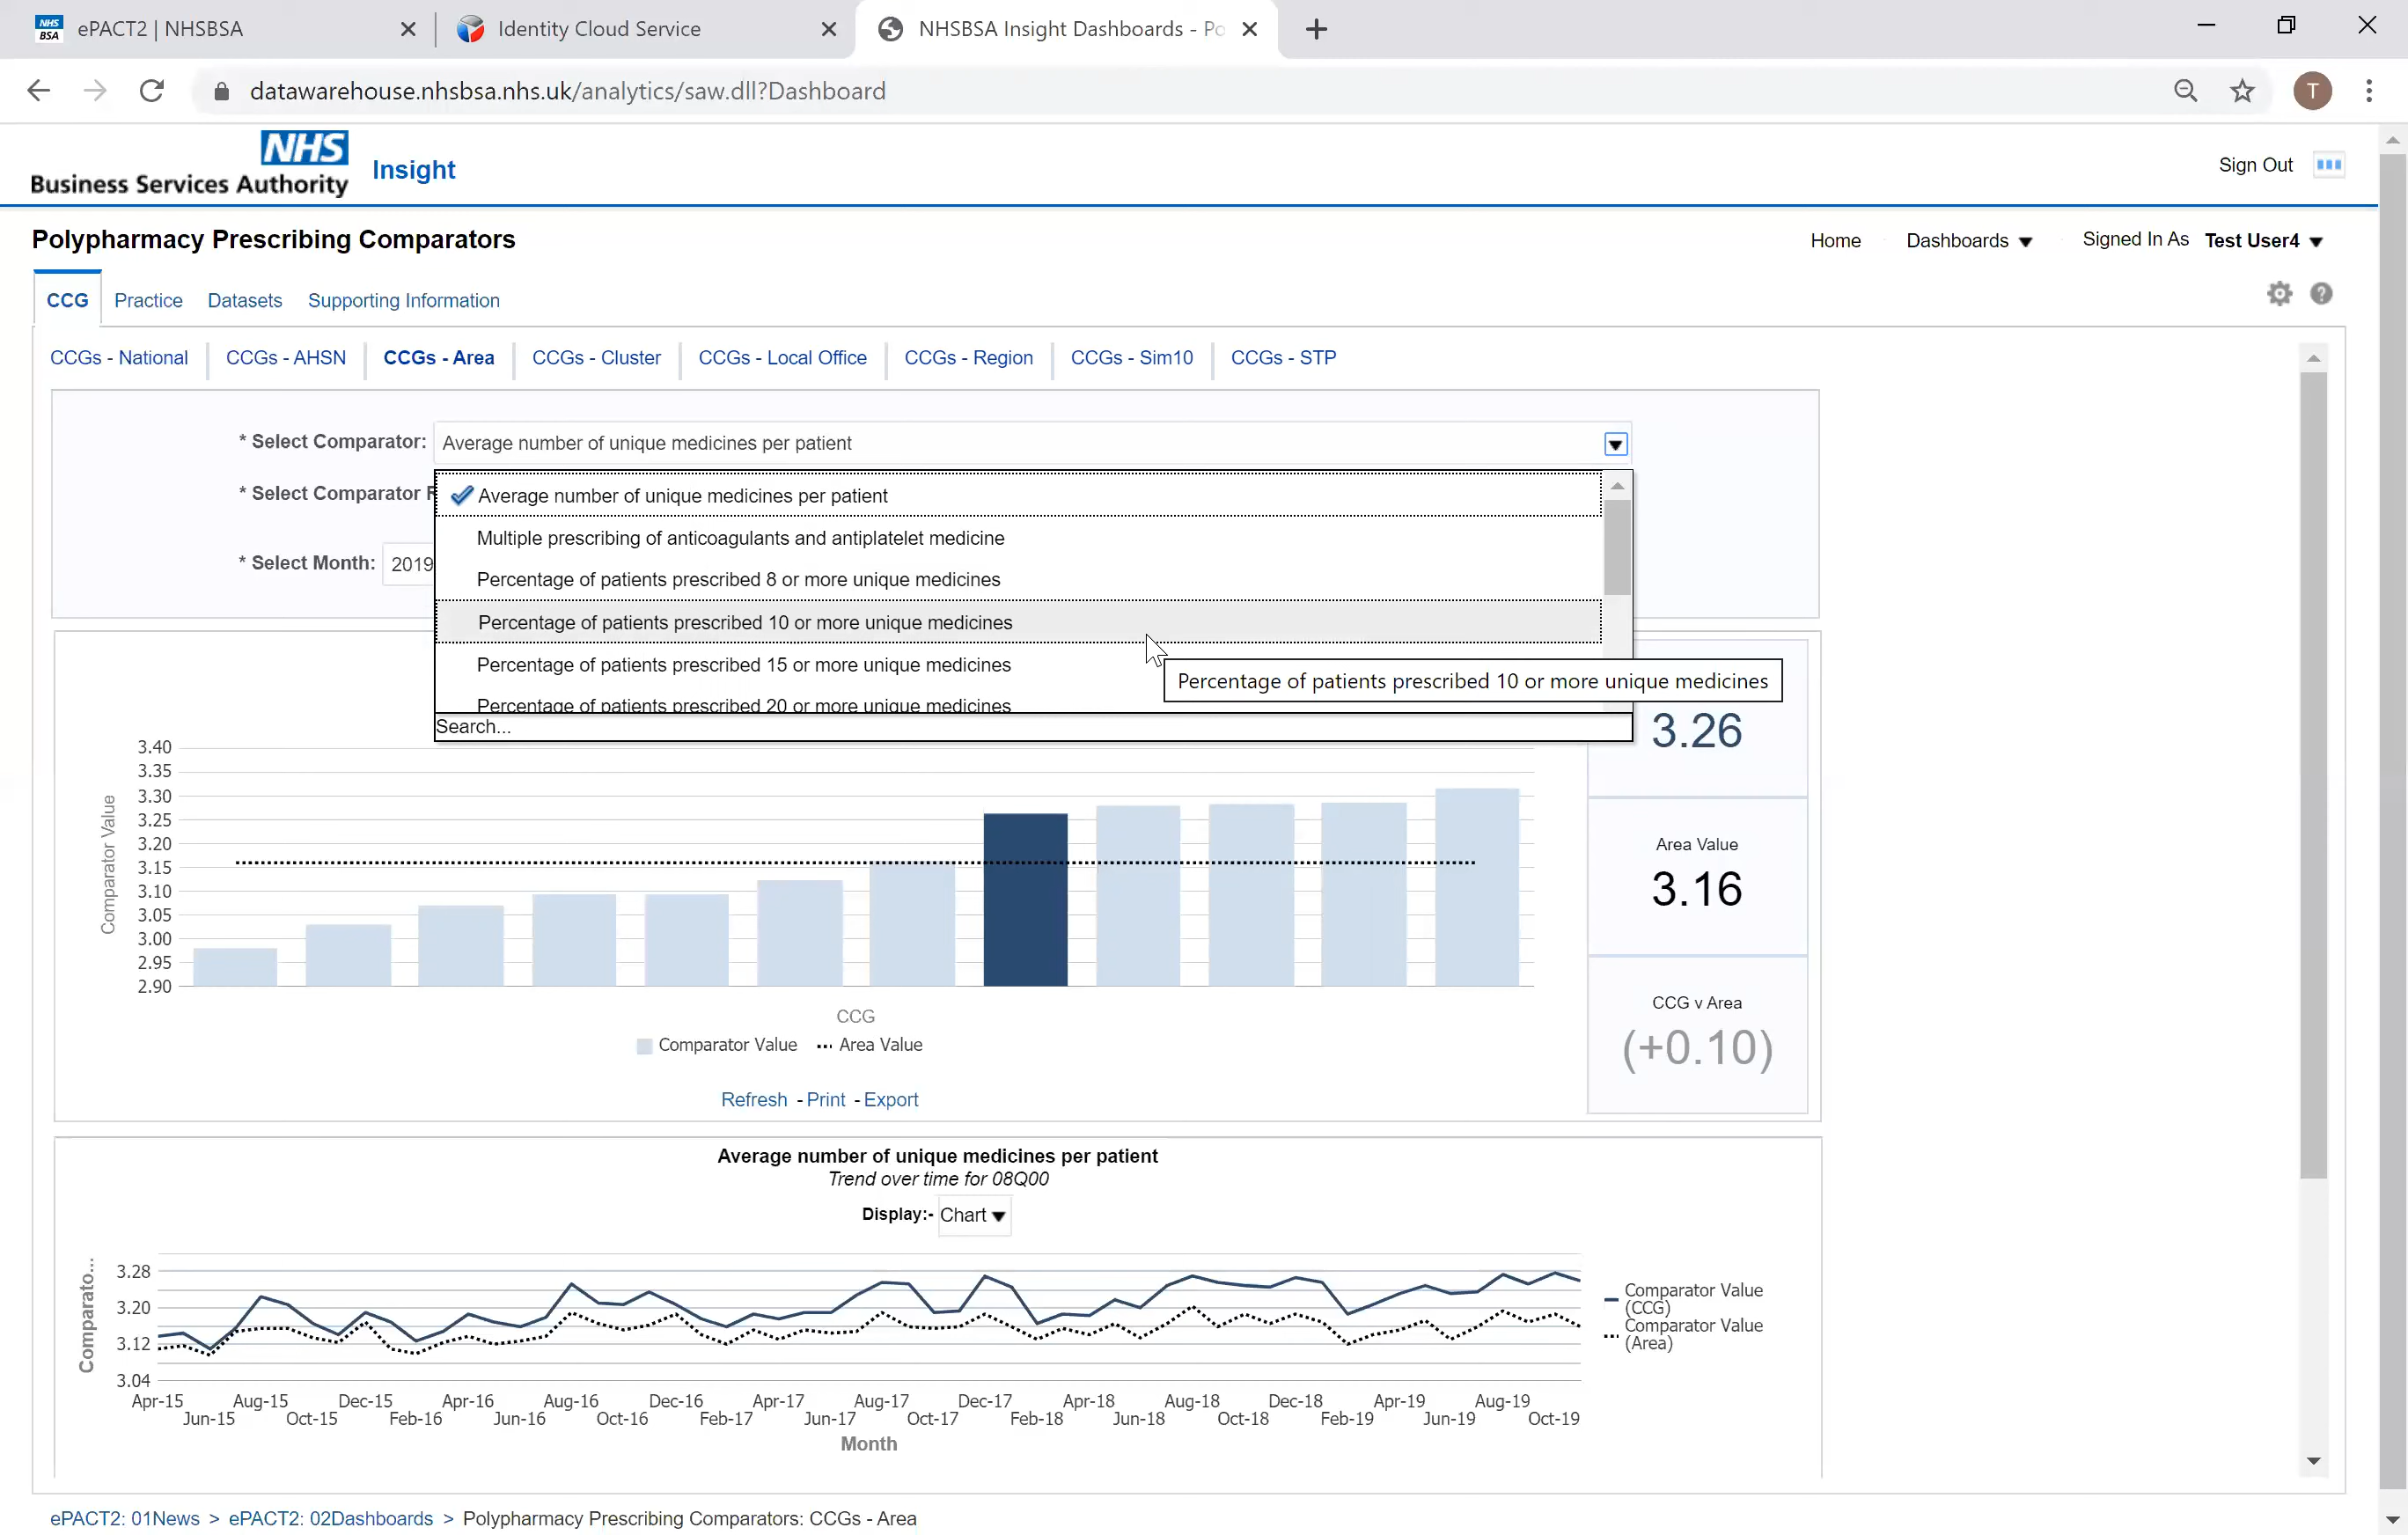 NHS BSA ePACT2 | NHSBSA
Identity Cloud Service
NHSBSA Insight Dashboards - Po
datawarehouse.nhsbsa.nhs.uk/analytics/saw.dll?Dashboard
T
NHS
Business Services Authority
Insight
Sign Out
Polypharmacy Prescribing Comparators
Home
Dashboards
Signed In As Test User4
CCG Practice Datasets Supporting Information
CCGs - National CCGs - AHSN CCGs - Area CCGs - Cluster CCGs - Local Office CCGs - Region CCGs - Sim10 CCGs - STP
* Select Comparator: Average number of unique medicines per patient
Average number of unique medicines per patient
* Select Comparator
Multiple prescribing of anticoagulants and antiplatelet medicine
* Select Month: 2019
Percentage of patients prescribed 8 or more unique medicines
Percentage of patients prescribed 10 or more unique medicines
Percentage of patients prescribed 15 or more unique medicines
Percentage of patients prescribed 10 or more unique medicines
Percentage of patients prescribed 20 or more unique medicines
Search...
3.26
Area Value
3.16
CCG v Area
(+0.10)
Comparator Value
3.40
3.35
3.30
3.25
3.20
3.15
3.10
3.05
3.00
2.95
2.90
CCG
Comparator Value Area Value
Refresh - Print - Export
Average number of unique medicines per patient
Trend over time for 08Q00
Display:- Chart
Comparato...
3.28
3.20
3.12
3.04
Comparator Value
(CCG)
Comparator Value
(Area)
Apr-15 Aug-15 Dec-15 Apr-16 Aug-16 Dec-16 Apr-17 Aug-17 Dec-17 Apr-18 Aug-18 Dec-18 Apr-19 Aug-19
Jun-15 Oct-15 Feb-16 Jun-16 Oct-16 Feb-17 Jun-17 Oct-17 Feb-18 Jun-18 Oct-18 Feb-19 Jun-19 Oct-19
Month
ePACT2: 01News > ePACT2: 02Dashboards > Polypharmacy Prescribing Comparators: CCGs - Area